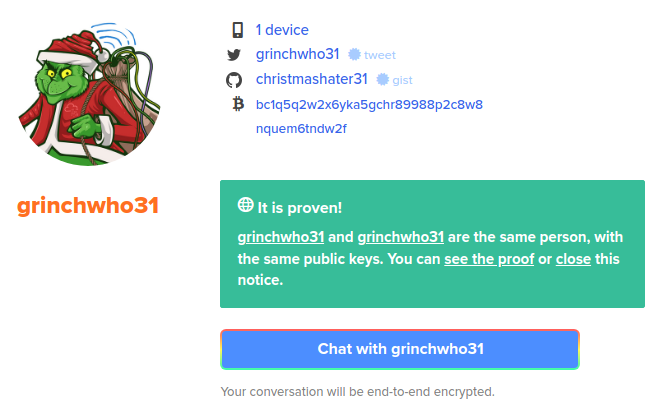 1 device
grinchwho31 tweet
christmashater31 gist
bc1q5q2w2x6yka5gchr89988p2c8w8
nquem6tndw2f
grinchwho31
It is proven!
grinchwho31 and grinchwho31 are the same person, with
the same public keys. You can see the proof or close this
notice.
Chat with grinchwho31
Your conversation will be end-to-end encrypted.